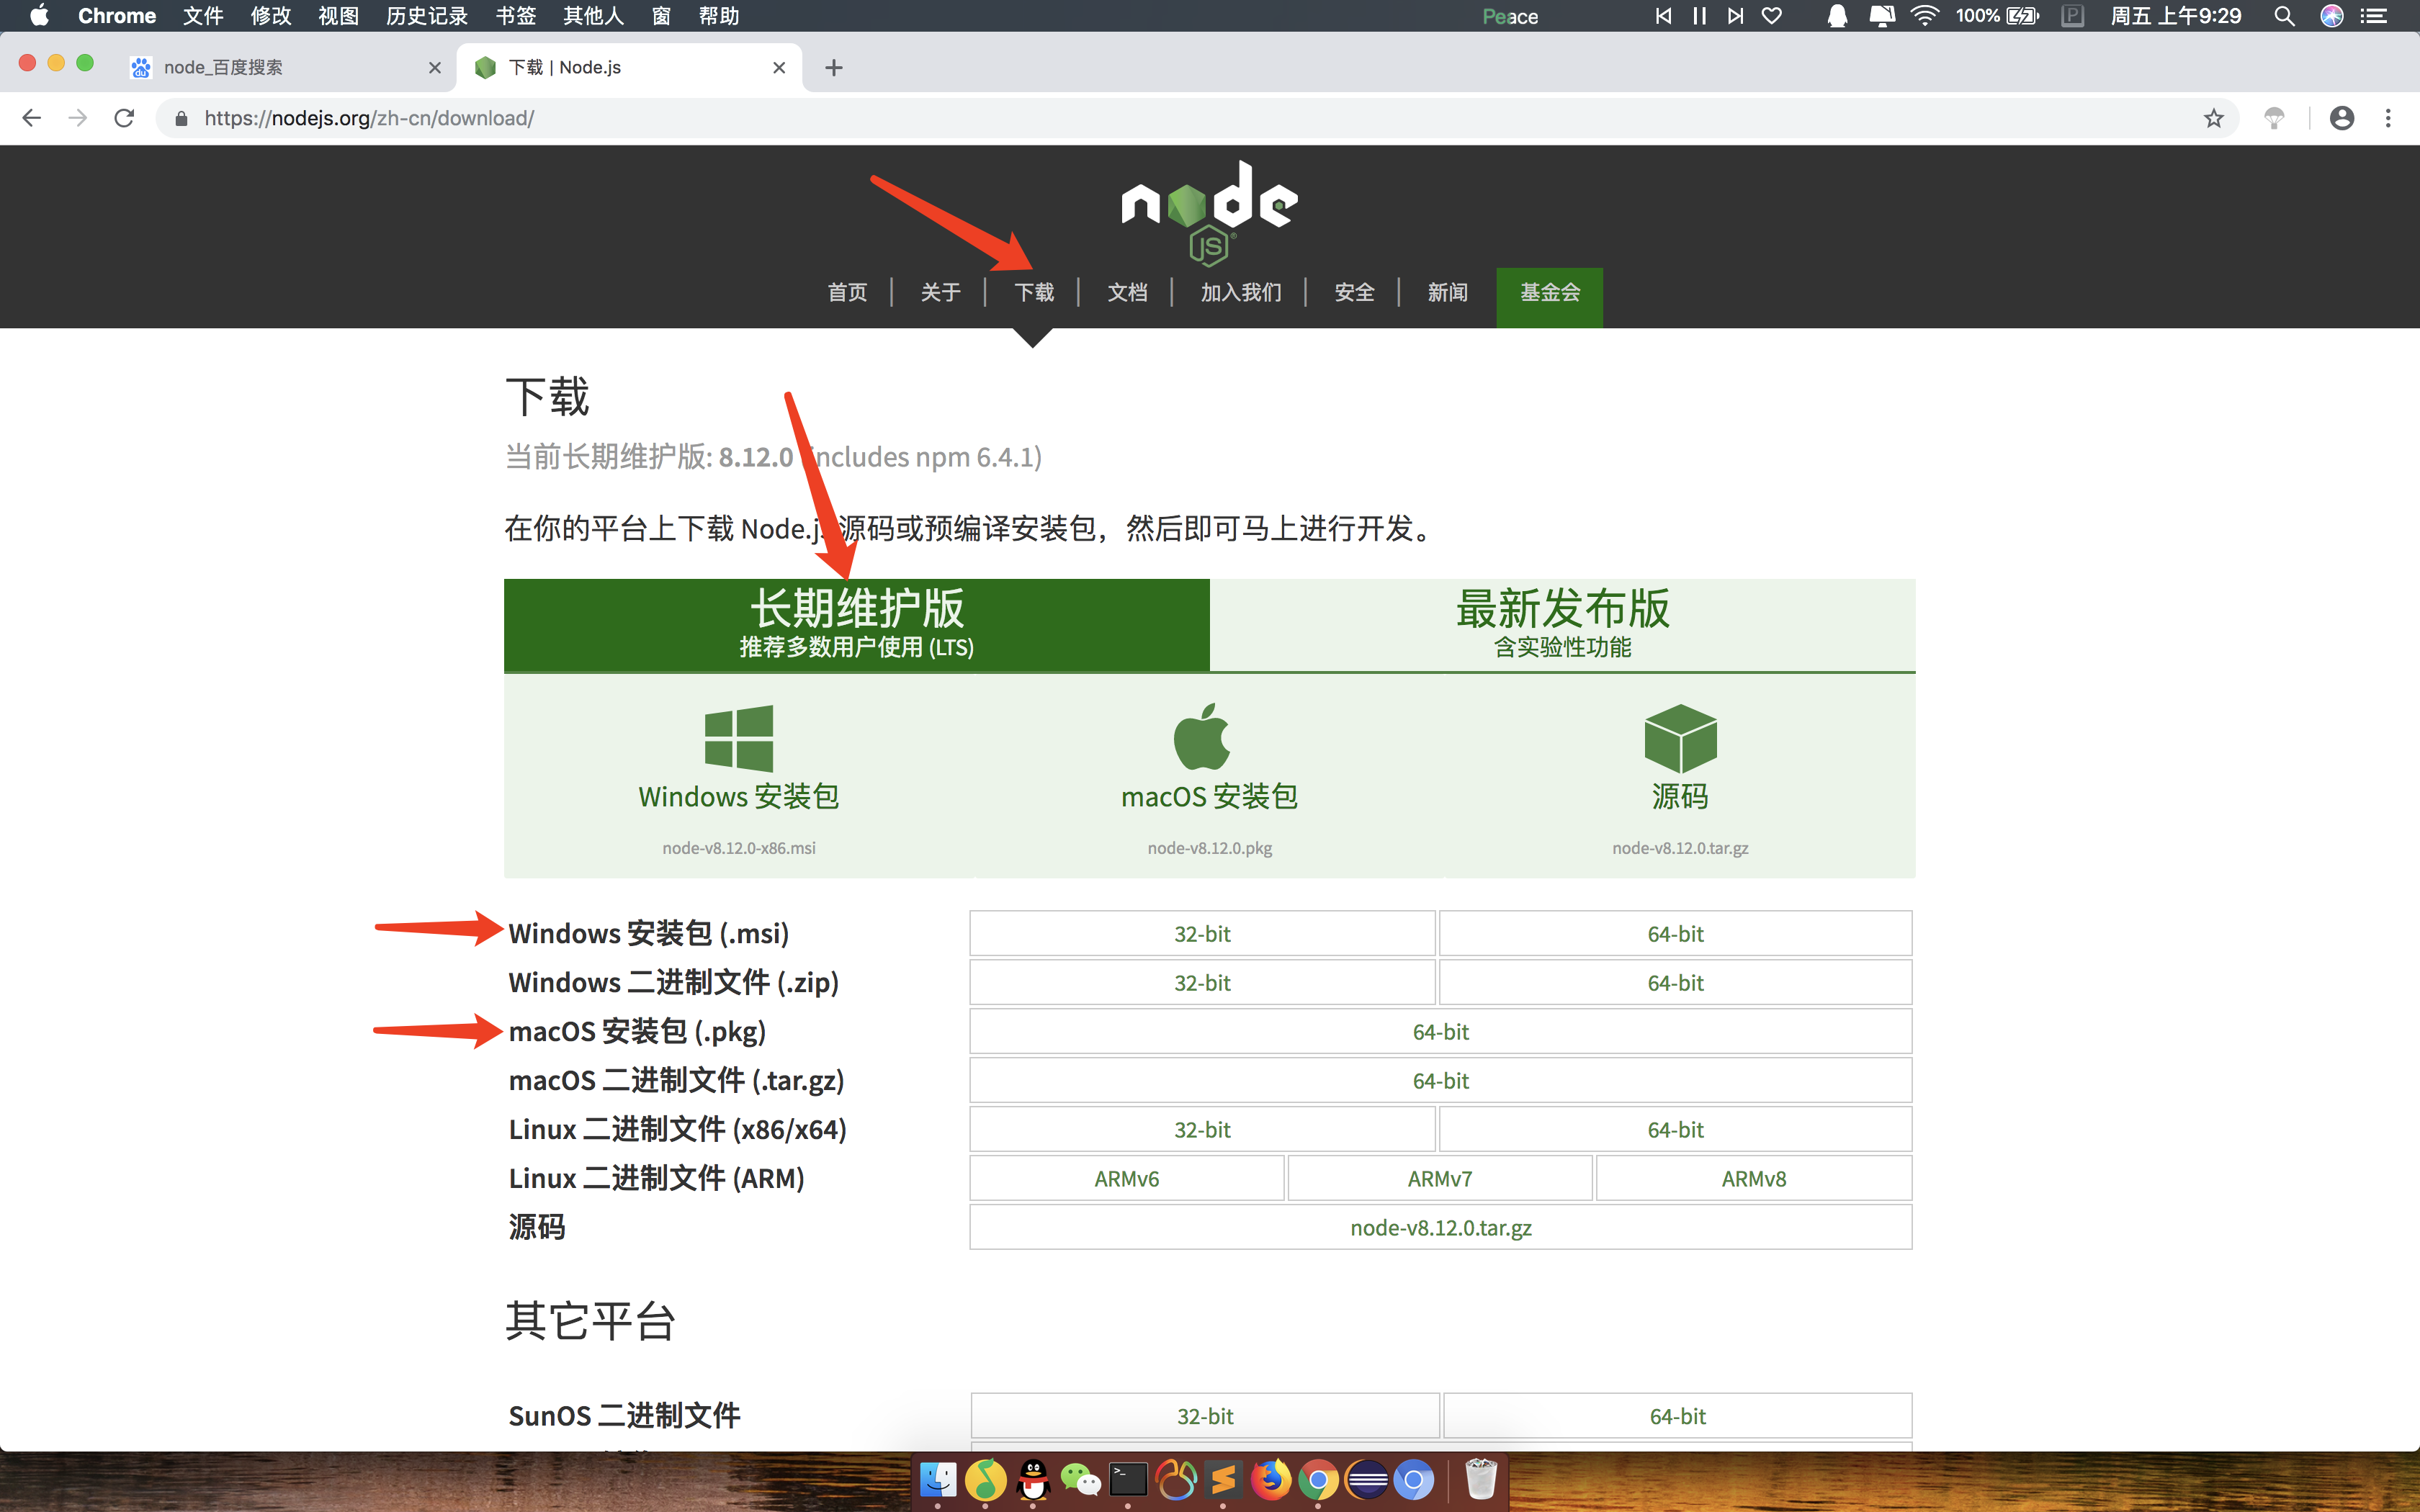 Chrome 文件 修改 视图 历史记录 书签 其他人 窗 帮助 Peace 100% 周五 上午9:29
node_百度搜索 下载 | Node.js
https://nodejs.org/zh-cn/download/
node
JS
首页 | 关于 | 下载 | 文档 | 加入我们 | 安全 | 新闻 基金会
下载
当前长期维护版: 8.12.0 (includes npm 6.4.1)
在你的平台上下载 Node.js 源码或预编译安装包，然后即可马上进行开发。
长期维护版 最新发布版
推荐多数用户使用 (LTS) 含实验性功能
Windows 安装包 macOS 安装包 源码
node-v8.12.0-x86.msi node-v8.12.0.pkg node-v8.12.0.tar.gz
Windows 安装包 (.msi) 32-bit 64-bit
Windows 二进制文件 (.zip) 32-bit 64-bit
macOS 安装包 (.pkg) 64-bit
macOS 二进制文件 (.tar.gz) 64-bit
Linux 二进制文件 (x86/x64) 32-bit 64-bit
Linux 二进制文件 (ARM) ARMv6 ARMv7 ARMv8
源码 node-v8.12.0.tar.gz
其它平台
SunOS 二进制文件 32-bit 64-bit